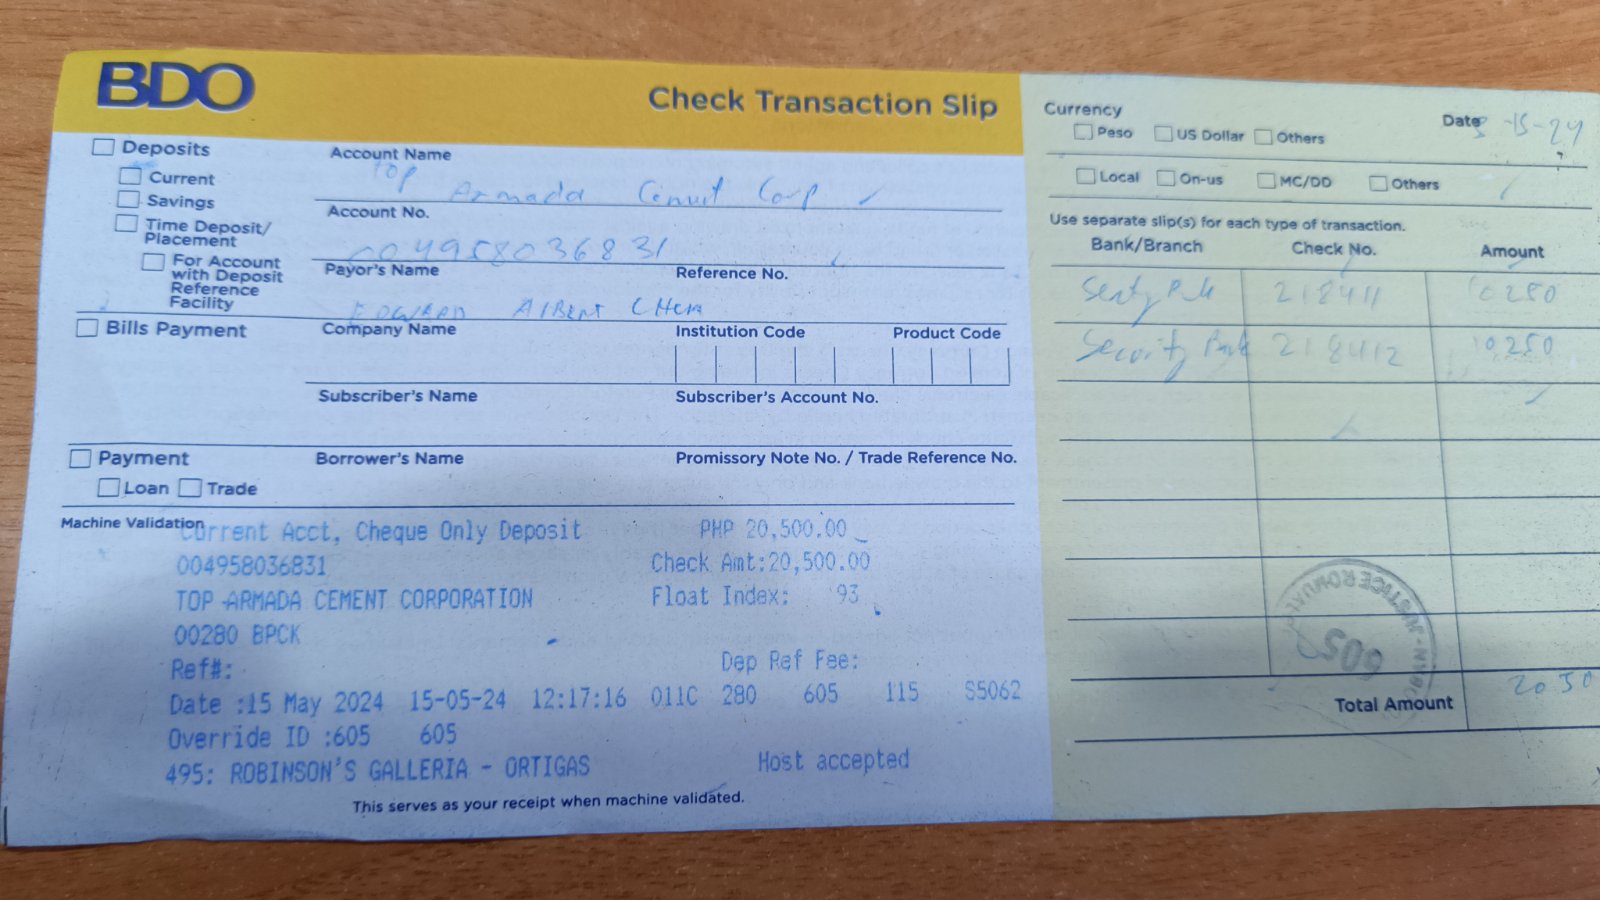 BDO
Check Transaction Slip
Deposits
Current
Savings
Time Deposit/
Placement
For Account
with Deposit
Reference
Facility
Account Name
Top Armada Cement Corp
Account No.
004958036831
Payor's Name Reference No.
EDWARD ALBERT
Bills Payment
Company Name Institution Code Product Code
Subscriber's Name Subscriber's Account No.
Payment
Loan Trade
Borrower's Name Promissory Note No. / Trade Reference No.
Machine Validation
Current Acct, Cheque Only Deposit PHP 20,500.00
004958036831 Check Amt:20,500.00
TOP ARMADA CEMENT CORPORATION Float Index: 93
00280 BPCK
Ref#: Dep Ref Fee:
Date :15 May 2024 15-05-24 12:17:16 011C 280 605 115 S5062
Override ID :605 605
495: ROBINSON'S GALLERIA - ORTIGAS Host accepted
This serves as your receipt when machine validated.
Currency
Date 5-15-24
Peso US Dollar Others
Local On-us MC/DD Others
Use separate slip(s) for each type of transaction.
Bank/Branch Check No. Amount
218411 10250
Security Bank 218412 10250
605
Total Amount